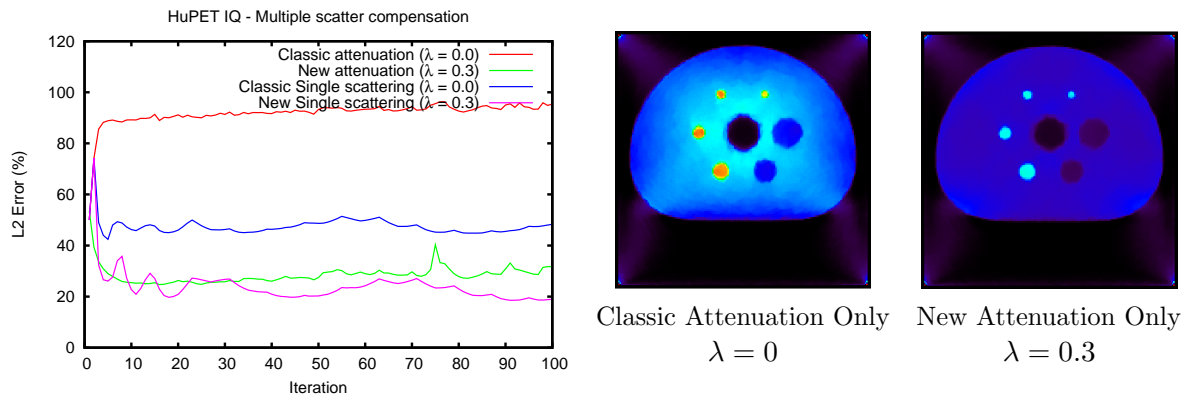 HuPET IQ - Multiple scatter compensation
120
100
80
60
40
20
0
L2 Error (%)
Classic attenuation (λ = 0.0)
New attenuation (λ = 0.3)
Classic Single scattering (λ = 0.0)
New Single scattering (λ = 0.3)
0 10 20 30 40 50 60 70 80 90 100
Iteration
Classic Attenuation Only
λ = 0
New Attenuation Only
λ = 0.3